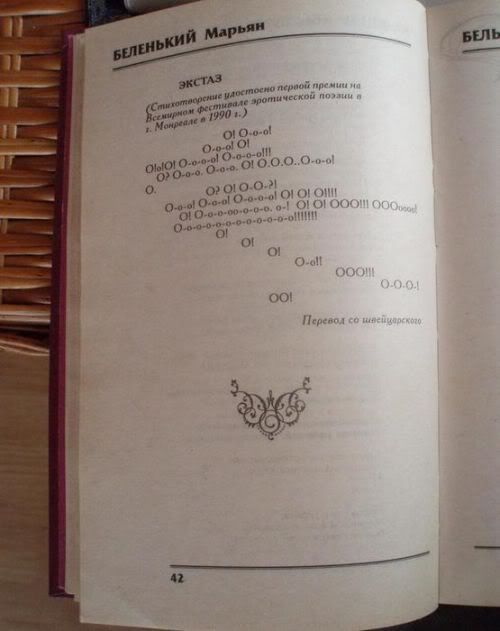 БЕЛЕНЬКИЙ Марьян
ЭКСТАЗ
(Стихотворение удостоено первой премии на
Всемирном фестивале эротической поэзии в
г. Монреале в 1990 г.)
О! О-о-о!
О-о-о! О!
О!о!О! О-о-о-о! О-о-о-о!!!
О? О-о-о. О-о-о. О! О.О.О..О-о-о!
О.
О? О! О-О-?!
О-о-о! О-о-о! О-о-о-о! О! О! О!!!!
О! О-о-о-оо-о-о-о. о-! О! О! ООО!!! ОООоооо!
О-о-о-о-о-о-о-о-о-о-о-о!!!!!!!
О!
О!
О!
О-о!!
ООО!!!
О-О-О-!
ОО!
Перевод со швейцарского
42